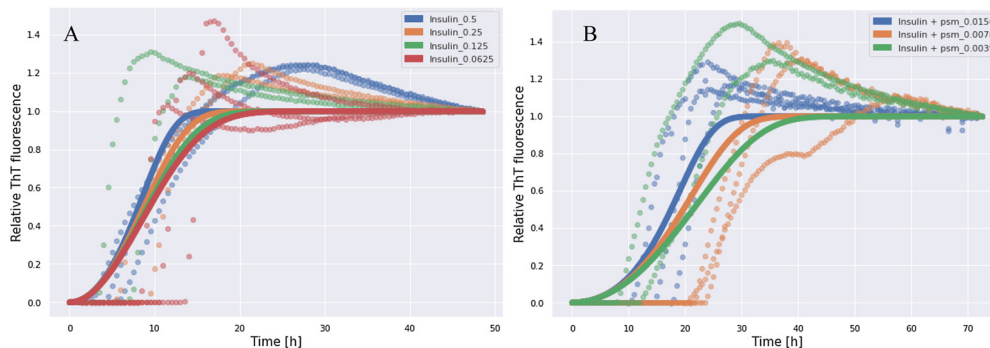 A
Insulin_0.5
Insulin_0.25
Insulin_0.125
Insulin_0.0625
Relative ThT fluorescence
1.4
1.2
1.0
0.8
0.6
0.4
0.2
0.0
0
10
20
30
40
50
Time [h]
B
Insulin + psm_0.0156
Insulin + psm_0.0078
Insulin + psm_0.0039
Relative ThT fluorescence
1.4
1.2
1.0
0.8
0.6
0.4
0.2
0.0
0
10
20
30
40
50
60
70
Time [h]